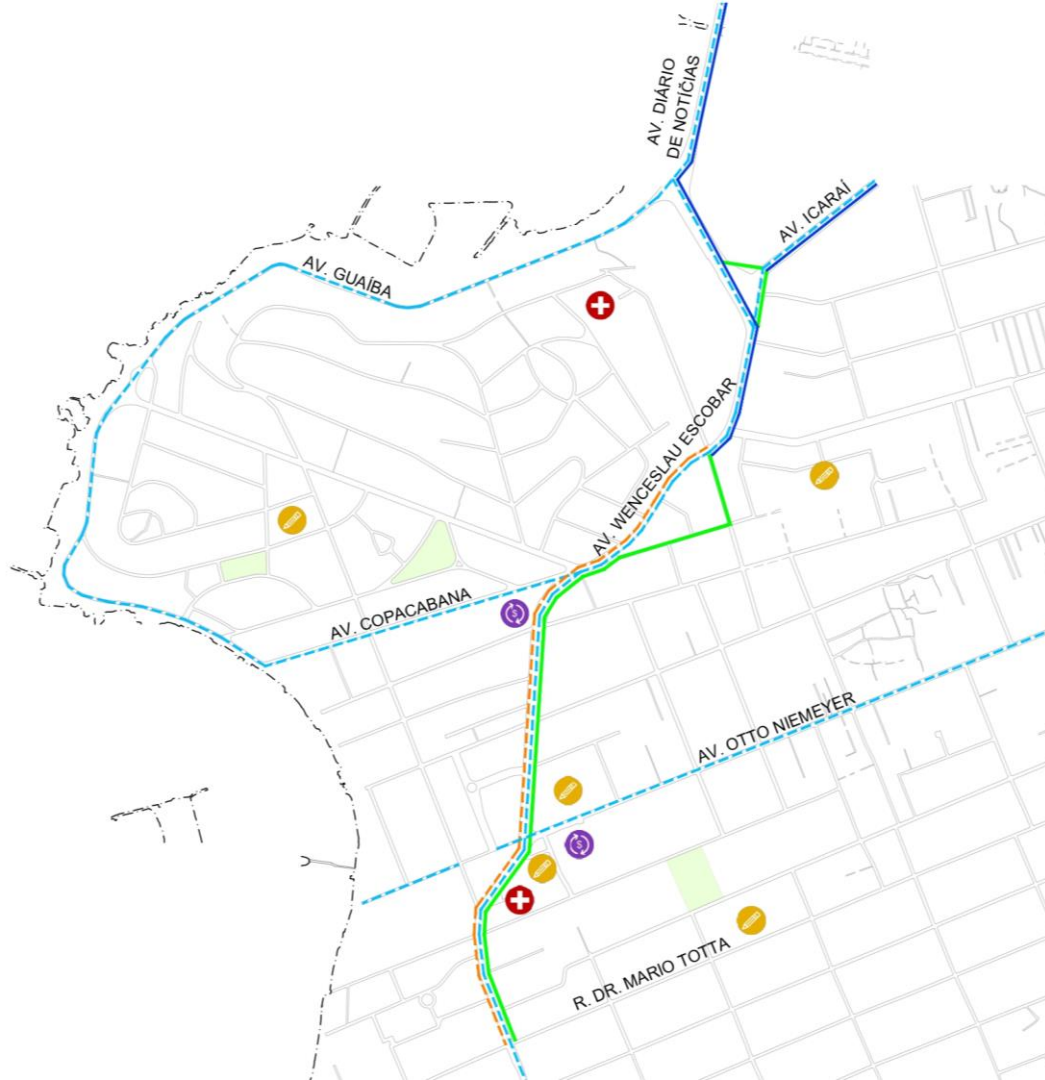 AV. DIÁRIO
DE NOTÍCIAS
AV. ICARAÍ
AV. GUAÍBA
AV. WENCESLAU ESCOBAR
AV. COPACABANA
AV. OTTO NIEMEYER
R. DR. MARIO TOTTA
$
$